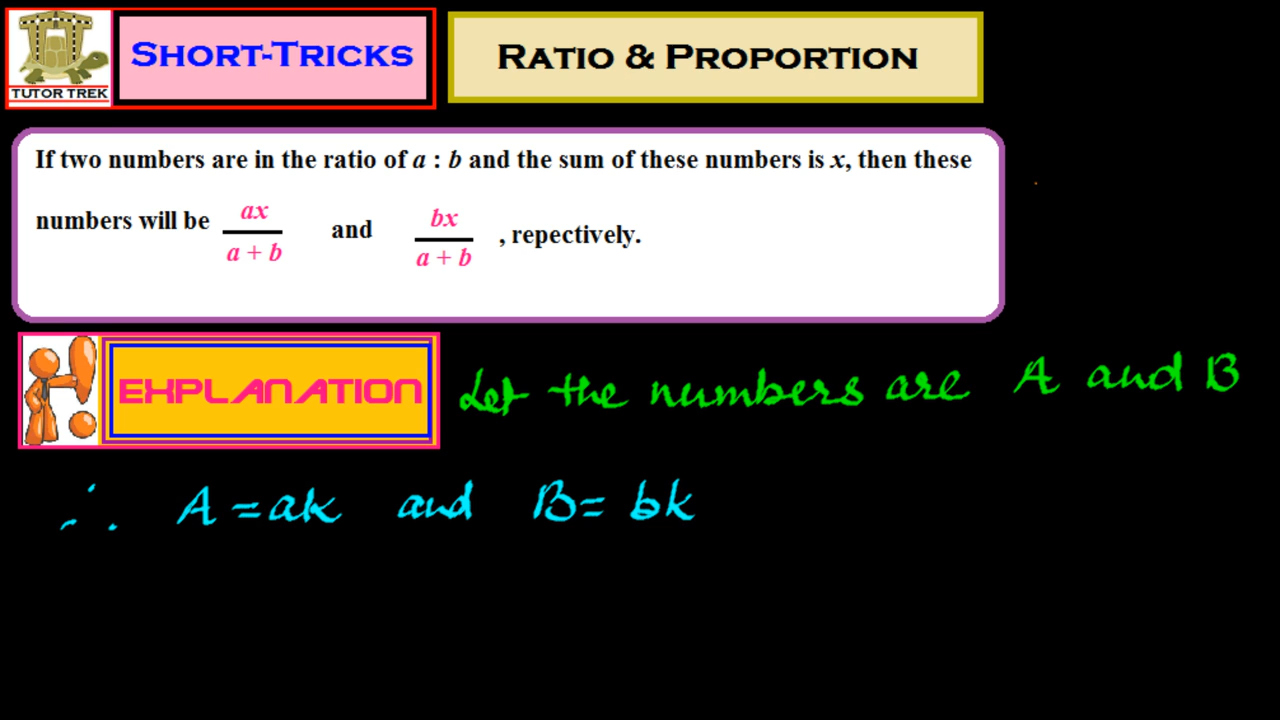 TUTOR TREK
SHORT-TRICKS
RATIO & PROPORTION
If two numbers are in the ratio of a : b and the sum of these numbers is x, then these
numbers will be ax / a + b and bx / a + b , repectively.
EXPLANATION
Let the numbers are A and B
∴ A = ak and B = bk